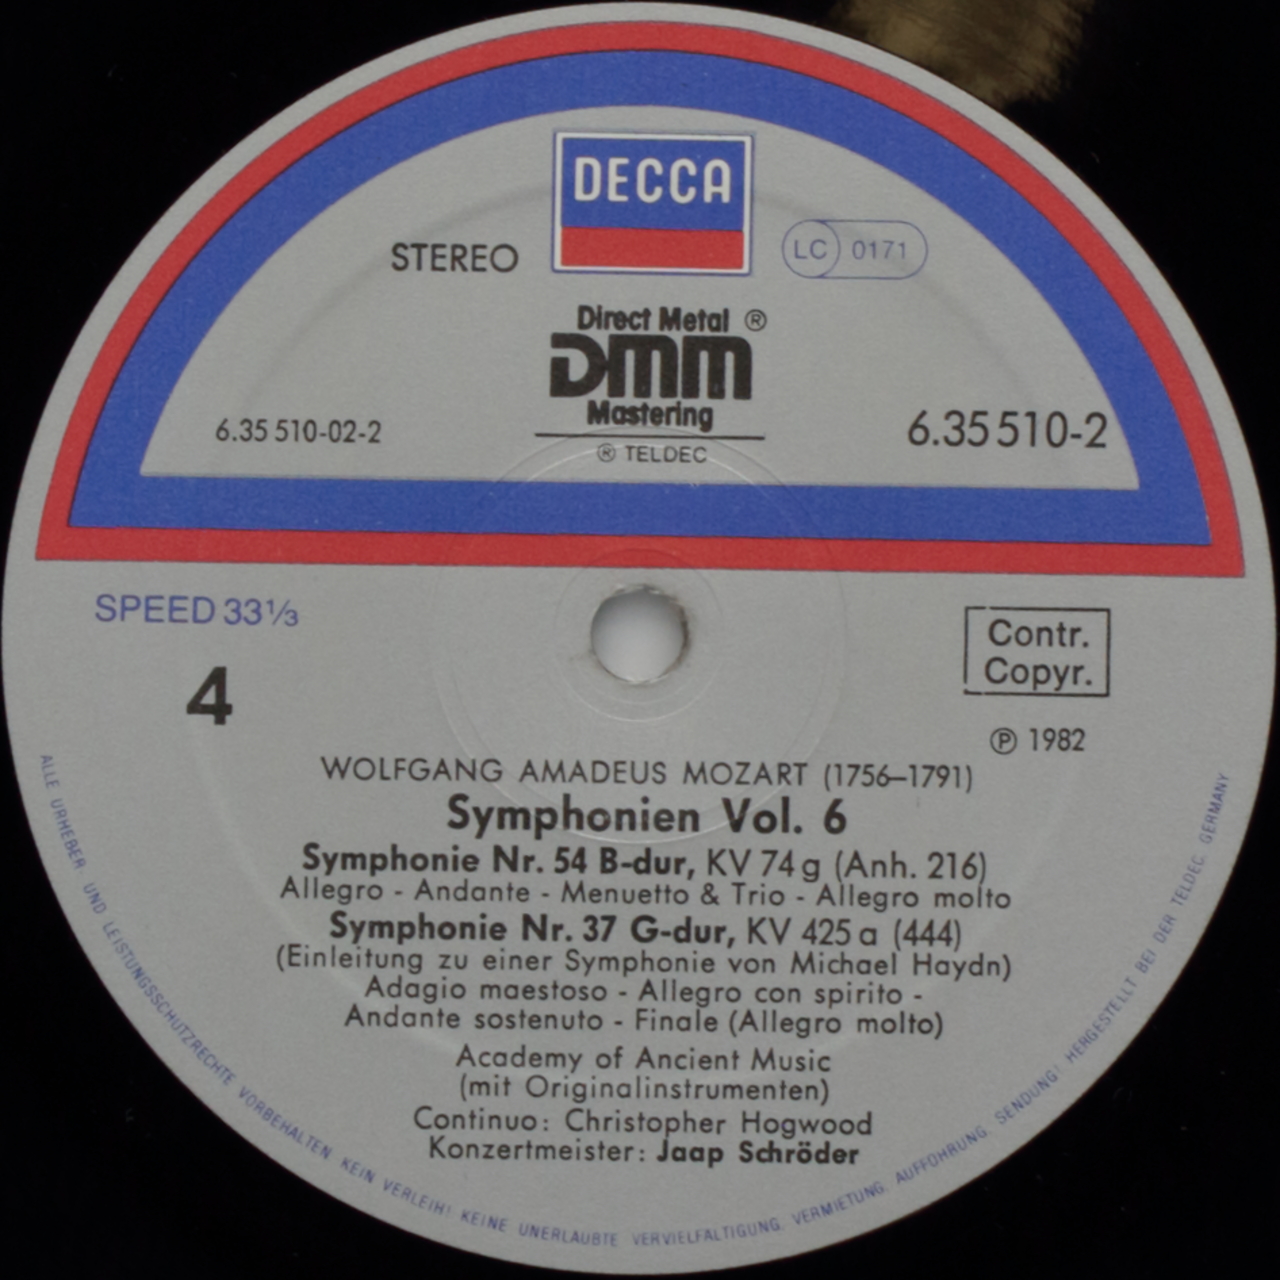 DECCA
STEREO
LC 0171
Direct Metal ®
DMM
Mastering
® TELDEC
6.35 510-02-2
6.35510-2
SPEED 33⅓
4
Contr.
Copyr.
℗ 1982
WOLFGANG AMADEUS MOZART (1756–1791)
Symphonien Vol. 6
Symphonie Nr. 54 B-dur, KV 74g (Anh. 216)
Allegro - Andante - Menuetto & Trio - Allegro molto
Symphonie Nr. 37 G-dur, KV 425a (444)
(Einleitung zu einer Symphonie von Michael Haydn)
Adagio maestoso - Allegro con spirito -
Andante sostenuto - Finale (Allegro molto)
Academy of Ancient Music
(mit Originalinstrumenten)
Continuo: Christopher Hogwood
Konzertmeister: Jaap Schröder
ALLE URHEBER UND LEISTUNGSSCHUTZRECHTE VORBEHALTEN KEIN VERLEIH! KEINE UNERLAUBTE VERVIELFALTIGUNG. VERMIETUNG. AUFFÜHRUNG. SENDUNG! HERGESTELLT BEI DER TELDEC. GERMANY